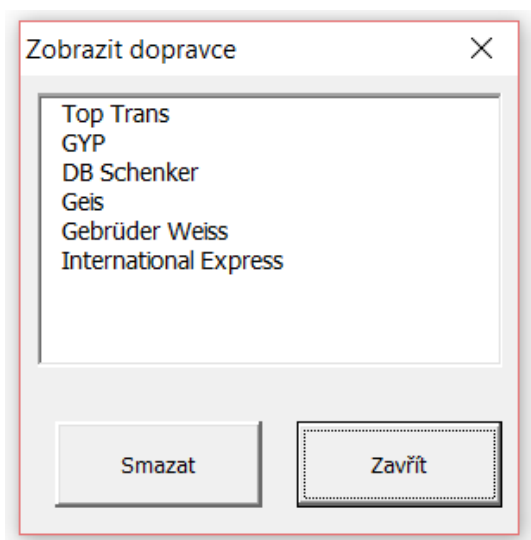 Zobrazit dopravce
Top Trans
GYP
DB Schenker
Geis
Gebrüder Weiss
International Express
Smazat
Zavřít